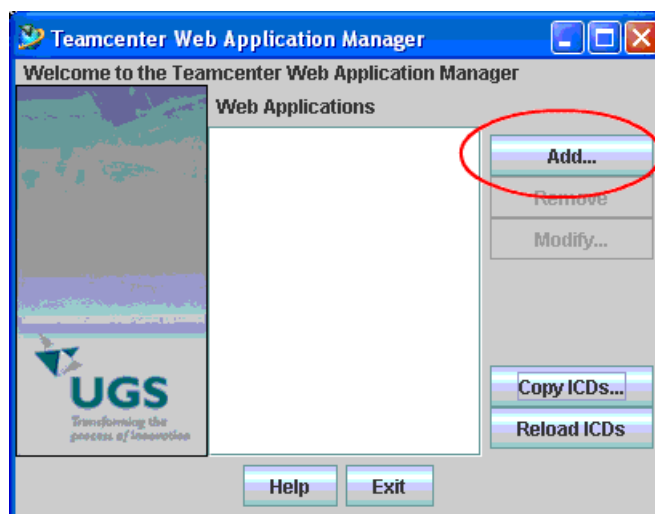 Teamcenter Web Application Manager
Welcome to the Teamcenter Web Application Manager
Web Applications
Add...
Remove
Modify...
Copy ICDs...
Reload ICDs
UGS
Transforming the
process of innovation
Help
Exit